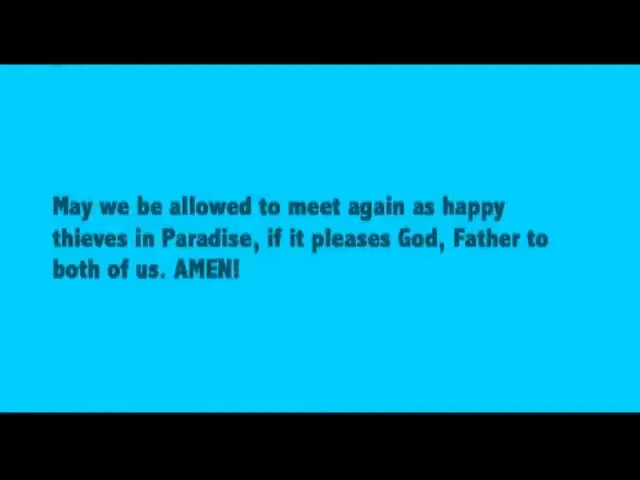 May we be allowed to meet again as happy
thieves in Paradise, if it pleases God, Father to
both of us. AMEN!